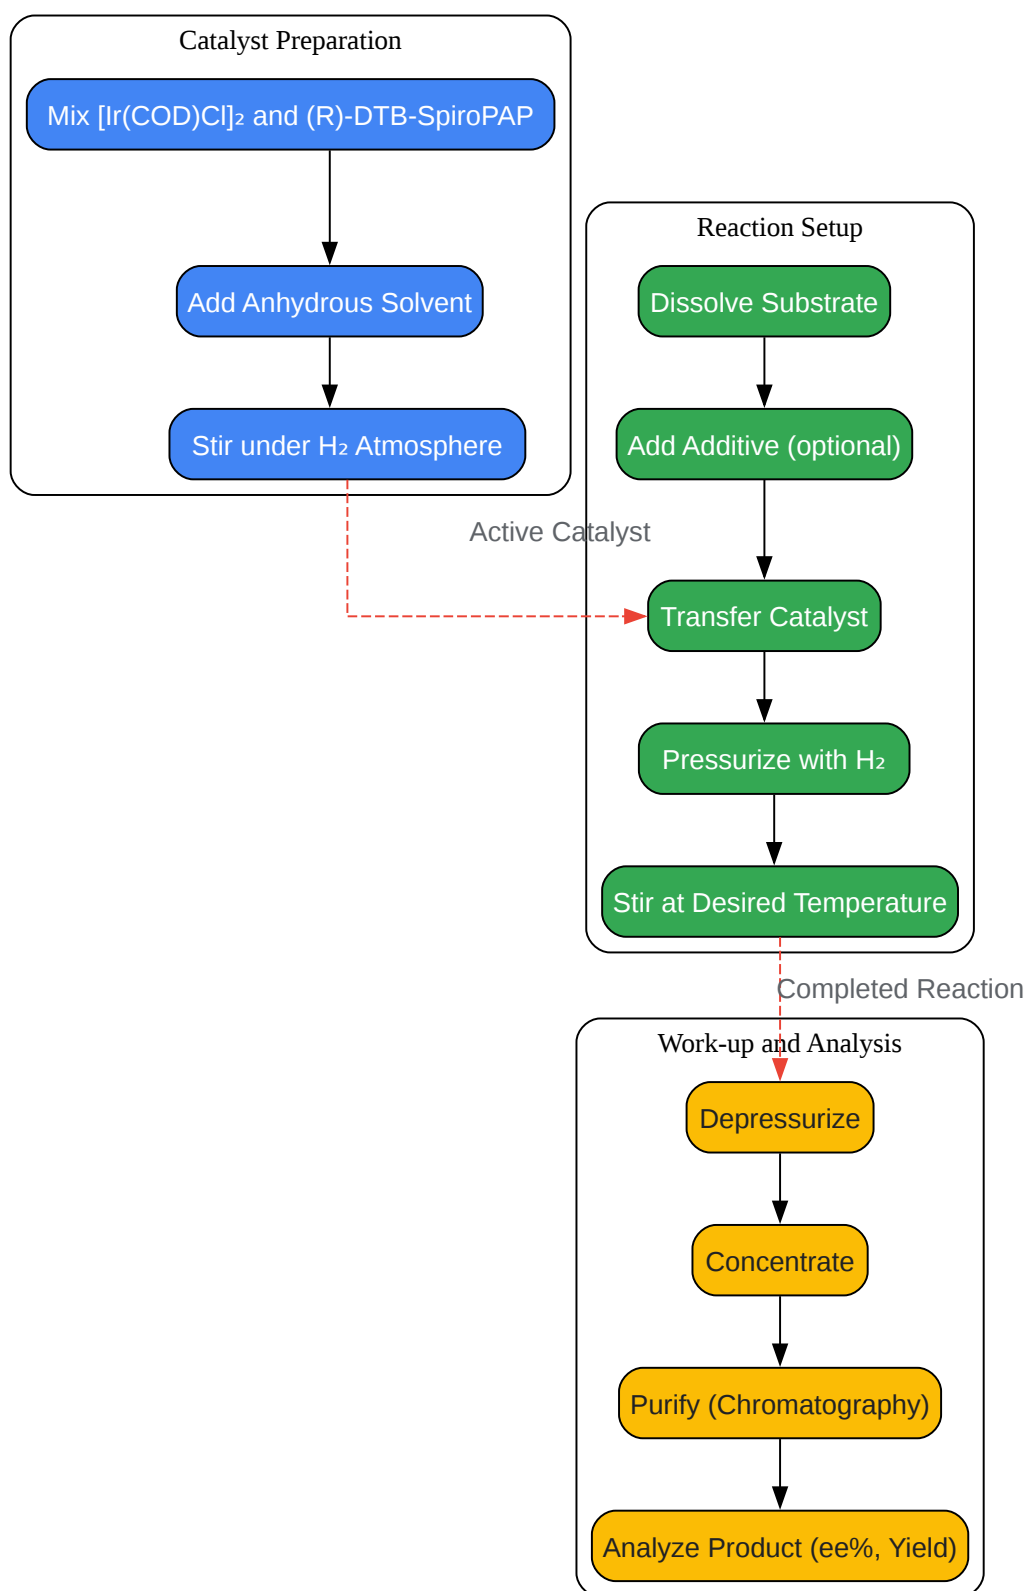 Catalyst Preparation
Mix [Ir(COD)Cl]₂ and (R)-DTB-SpiroPAP
Add Anhydrous Solvent
Stir under H₂ Atmosphere
Active Catalyst
Reaction Setup
Dissolve Substrate
Add Additive (optional)
Transfer Catalyst
Pressurize with H₂
Stir at Desired Temperature
Completed Reaction
Work-up and Analysis
Depressurize
Concentrate
Purify (Chromatography)
Analyze Product (ee%, Yield)